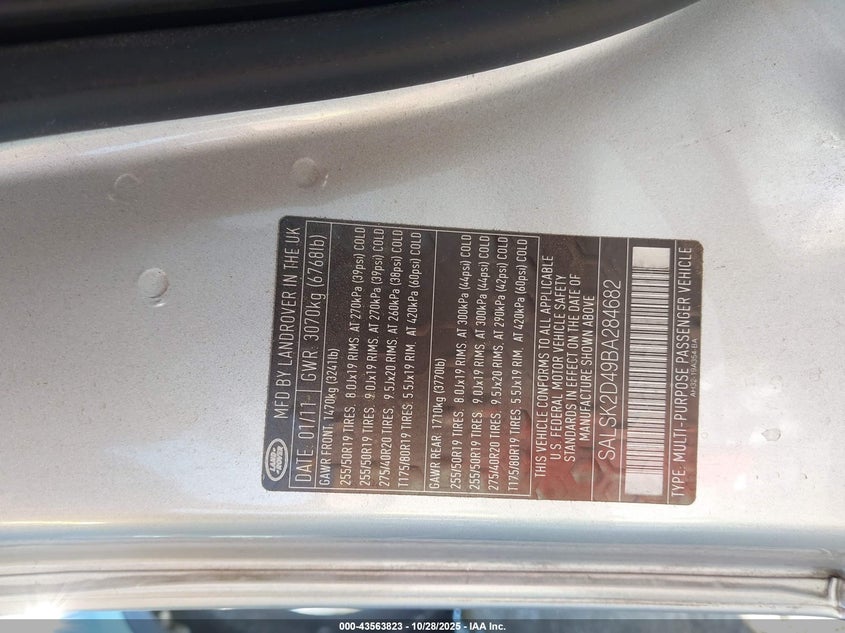 LAND ROVER
MFD BY LANDROVER IN THE UK
DATE: 01/11 GWR: 3070kg (6768lb)
GAWR FRONT: 1470kg (3241lb)
255/50R19 TIRES. 8.0Jx19 RIMS. AT 270kPa (39psi) COLD
255/50R19 TIRES. 9.0Jx19 RIMS. AT 270kPa (39psi) COLD
275/40R20 TIRES. 9.5Jx20 RIMS. AT 260kPa (38psi) COLD
T175/80R19 TIRES: 5.5Jx19 RIM. AT 420kPa (60psi) COLD
GAWR REAR: 1710kg (3770lb)
255/50R19 TIRES. 8.0Jx19 RIMS. AT 300kPa (44psi) COLD
255/50R19 TIRES: 9.0Jx19 RIMS. AT 300kPa (44psi) COLD
275/40R20 TIRES: 9.5Jx20 RIMS. AT 290kPa (42psi) COLD
T175/80R19 TIRES: 5.5Jx19 RIM. AT 420kPa (60psi) COLD
THIS VEHICLE CONFORMS TO ALL APPLICABLE
U.S. FEDERAL MOTOR VEHICLE SAFETY
STANDARDS IN EFFECT ON THE DATE OF
MANUFACTURE SHOWN ABOVE
SALSK2D49BA284682
TYPE: MULTI-PURPOSE PASSENGER VEHICLE
000-43563823 | 10/28/2025 - IAA Inc.